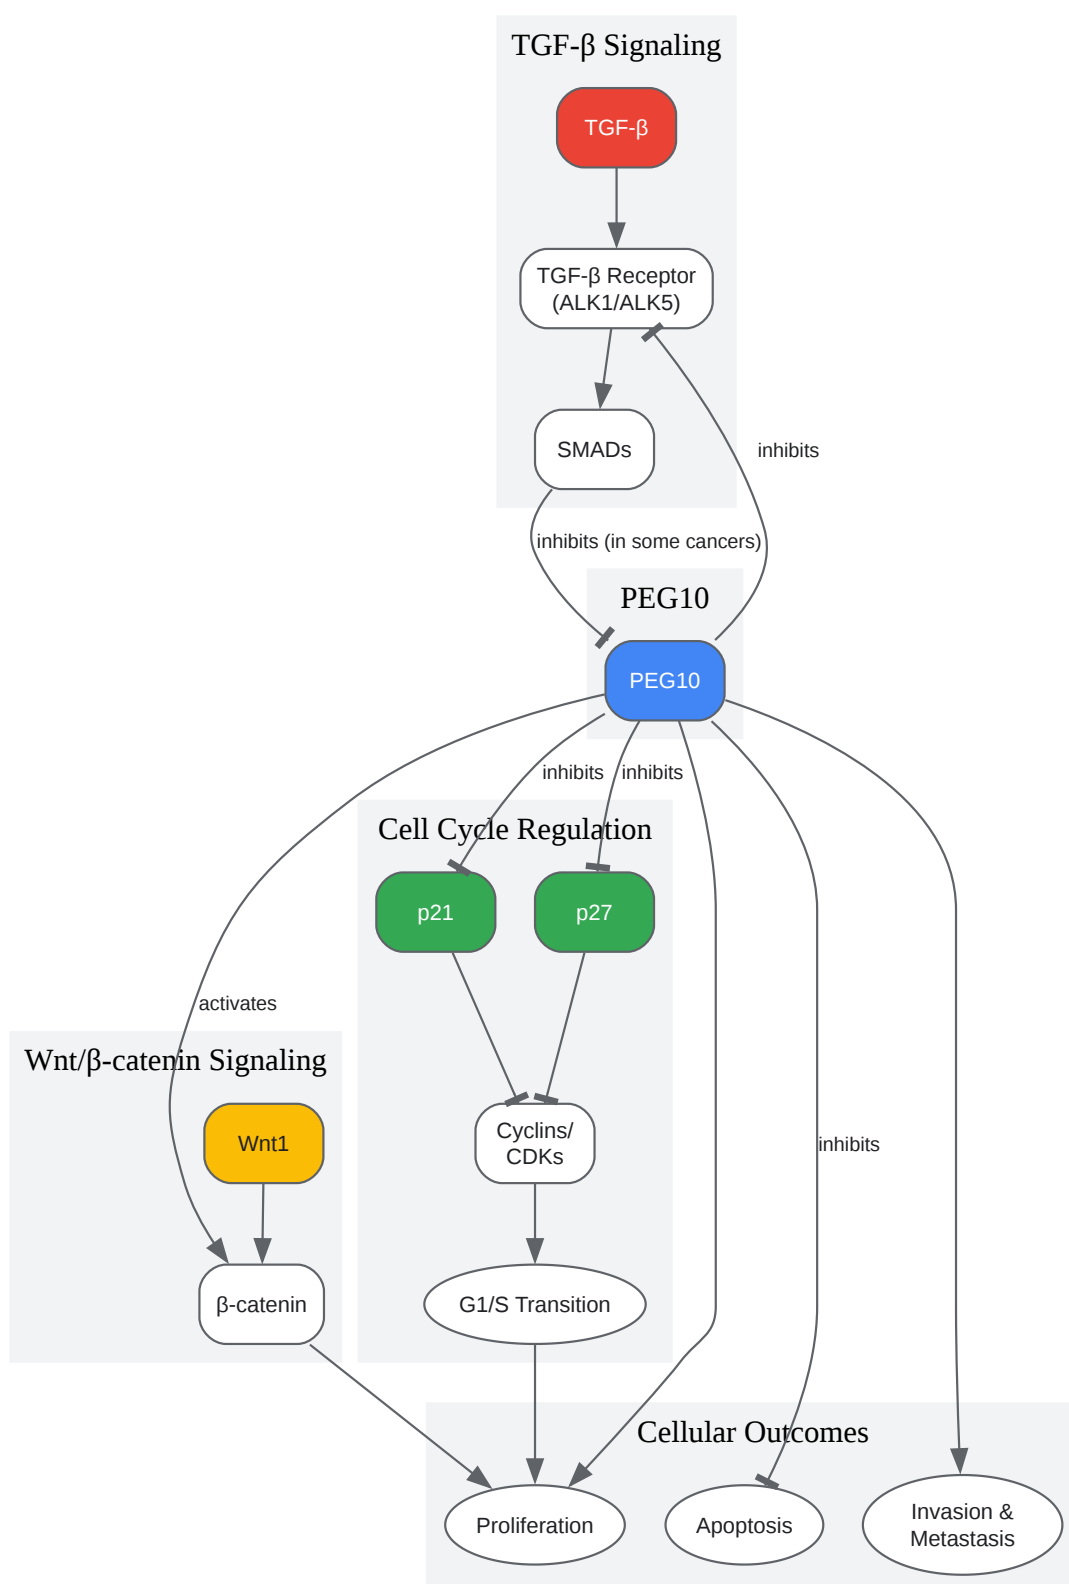 TGF-β Signaling
TGF-β
TGF-β Receptor
(ALK1/ALK5)
SMADs
inhibits
inhibits (in some cancers)
PEG10
PEG10
inhibits
inhibits
Cell Cycle Regulation
p21
p27
activates
Wnt/β-catenin Signaling
Wnt1
Cyclins/
CDKs
inhibits
β-catenin
G1/S Transition
Cellular Outcomes
Proliferation
Apoptosis
Invasion &
Metastasis